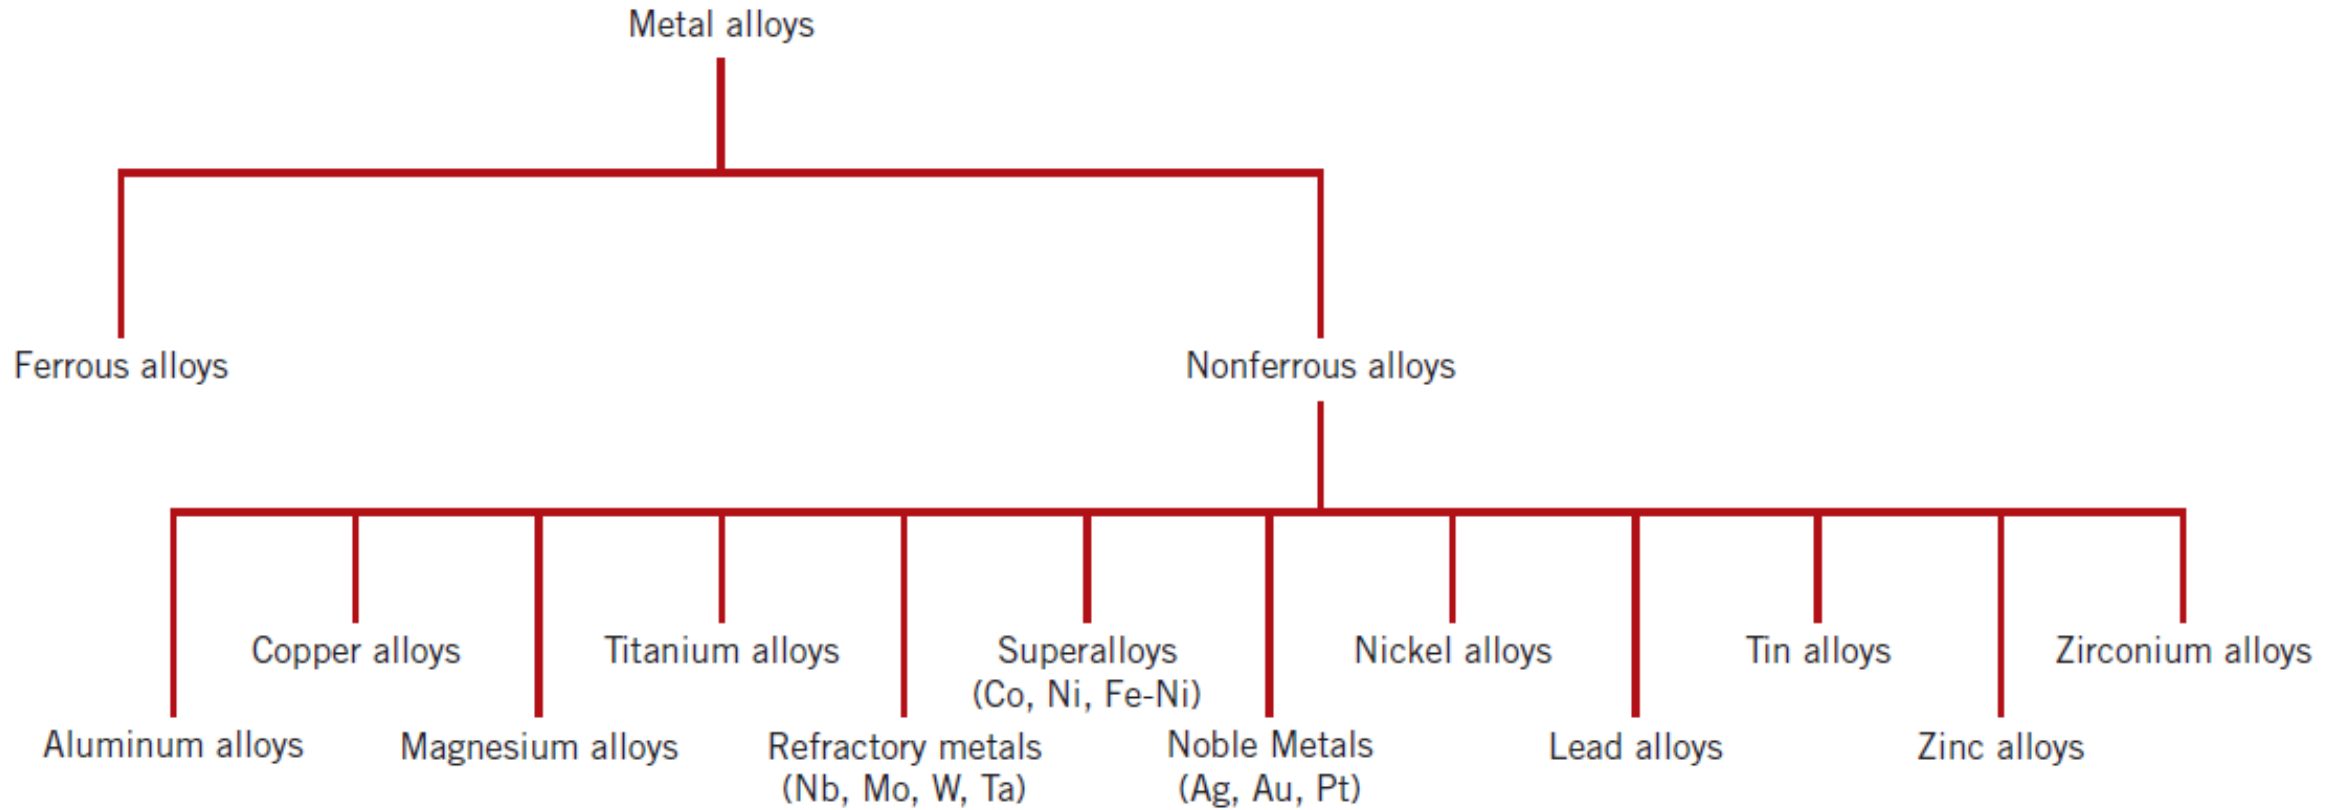 Metal alloys
Ferrous alloys
Nonferrous alloys
Copper alloys
Titanium alloys
Superalloys
(Co, Ni, Fe-Ni)
Nickel alloys
Tin alloys
Zirconium alloys
Aluminum alloys
Magnesium alloys
Refractory metals
(Nb, Mo, W, Ta)
Noble Metals
(Ag, Au, Pt)
Lead alloys
Zinc alloys